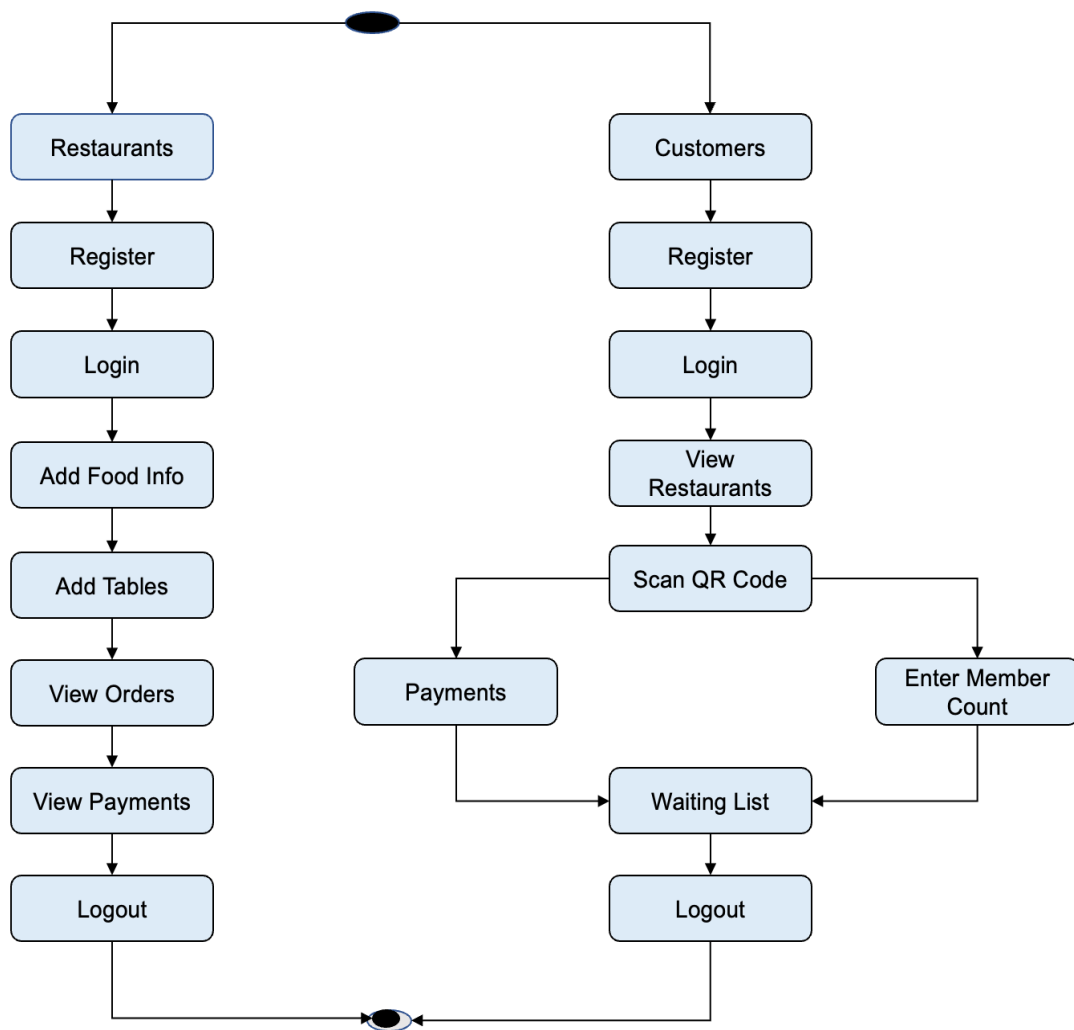 Restaurants
Customers
Register
Register
Login
Login
Add Food Info
View
Restaurants
Add Tables
Scan QR Code
View Orders
Payments
Enter Member
Count
View Payments
Waiting List
Logout
Logout